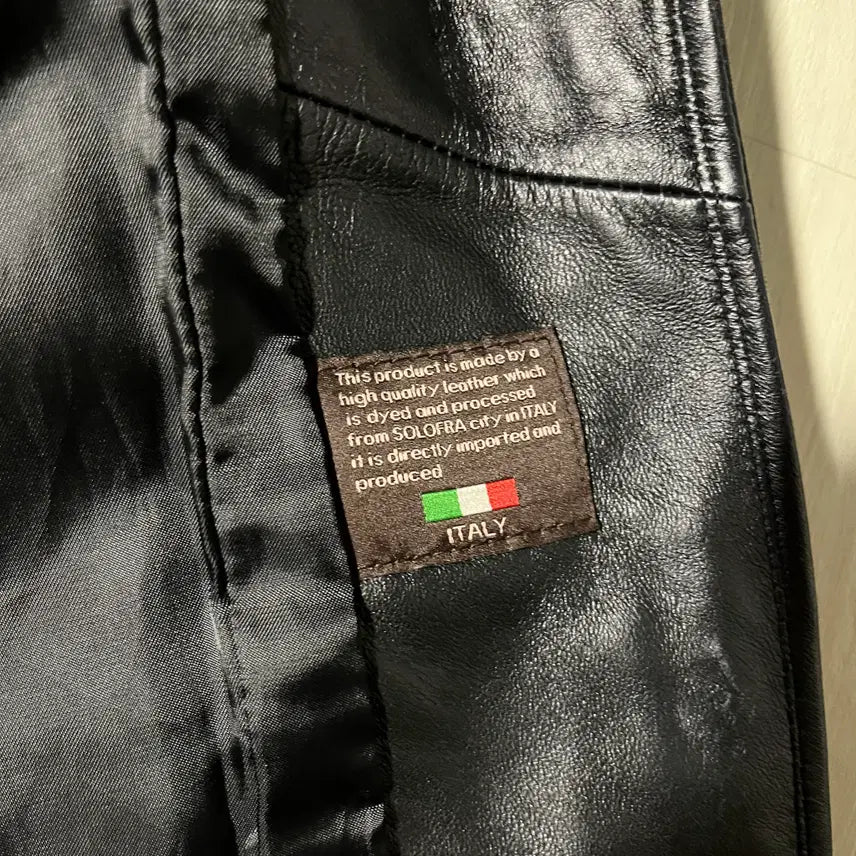 This product is made by a
high quality leather which
is dyed and processed
from SOLOFRA city in ITALY
it is directly imported and
produced
ITALY